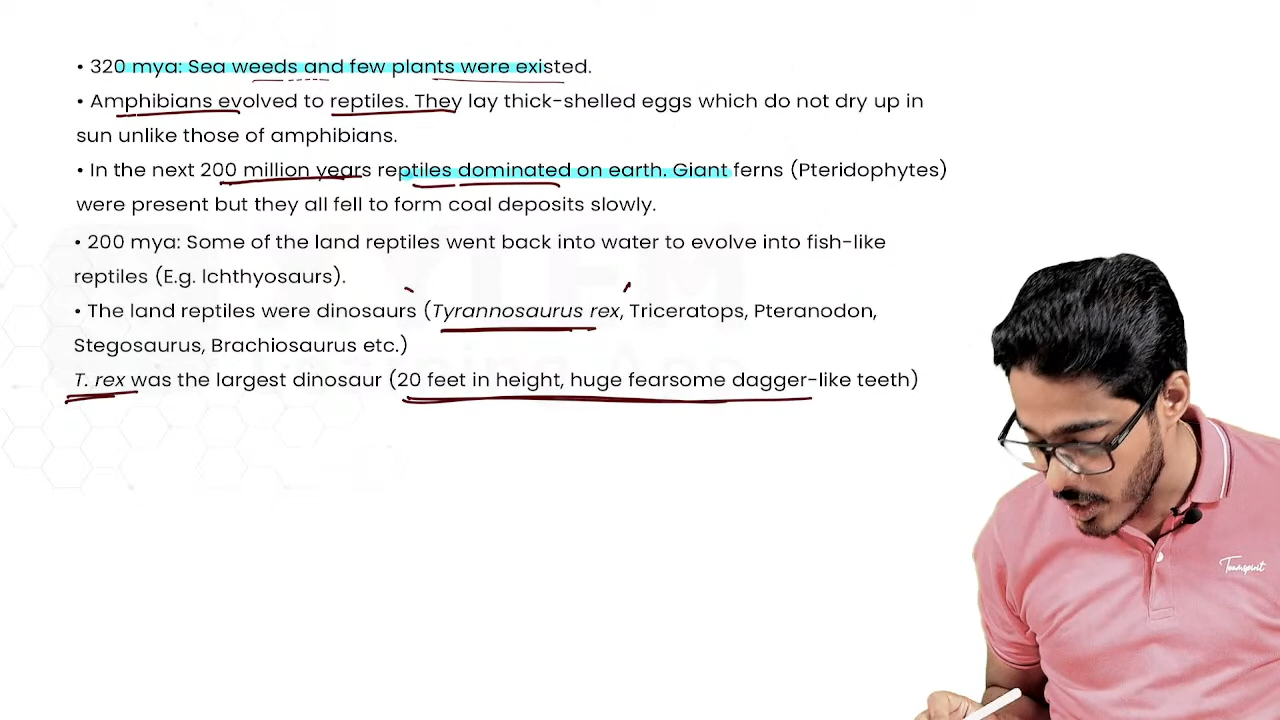 • 320 mya: Sea weeds and few plants were existed.
• Amphibians evolved to reptiles. They lay thick-shelled eggs which do not dry up in
sun unlike those of amphibians.
• In the next 200 million years reptiles dominated on earth. Giant ferns (Pteridophytes)
were present but they all fell to form coal deposits slowly.
• 200 mya: Some of the land reptiles went back into water to evolve into fish-like
reptiles (E.g. Ichthyosaurs).
• The land reptiles were dinosaurs (Tyrannosaurus rex, Triceratops, Pteranodon,
Stegosaurus, Brachiosaurus etc.)
T. rex was the largest dinosaur (20 feet in height, huge fearsome dagger-like teeth)
Teamspirit